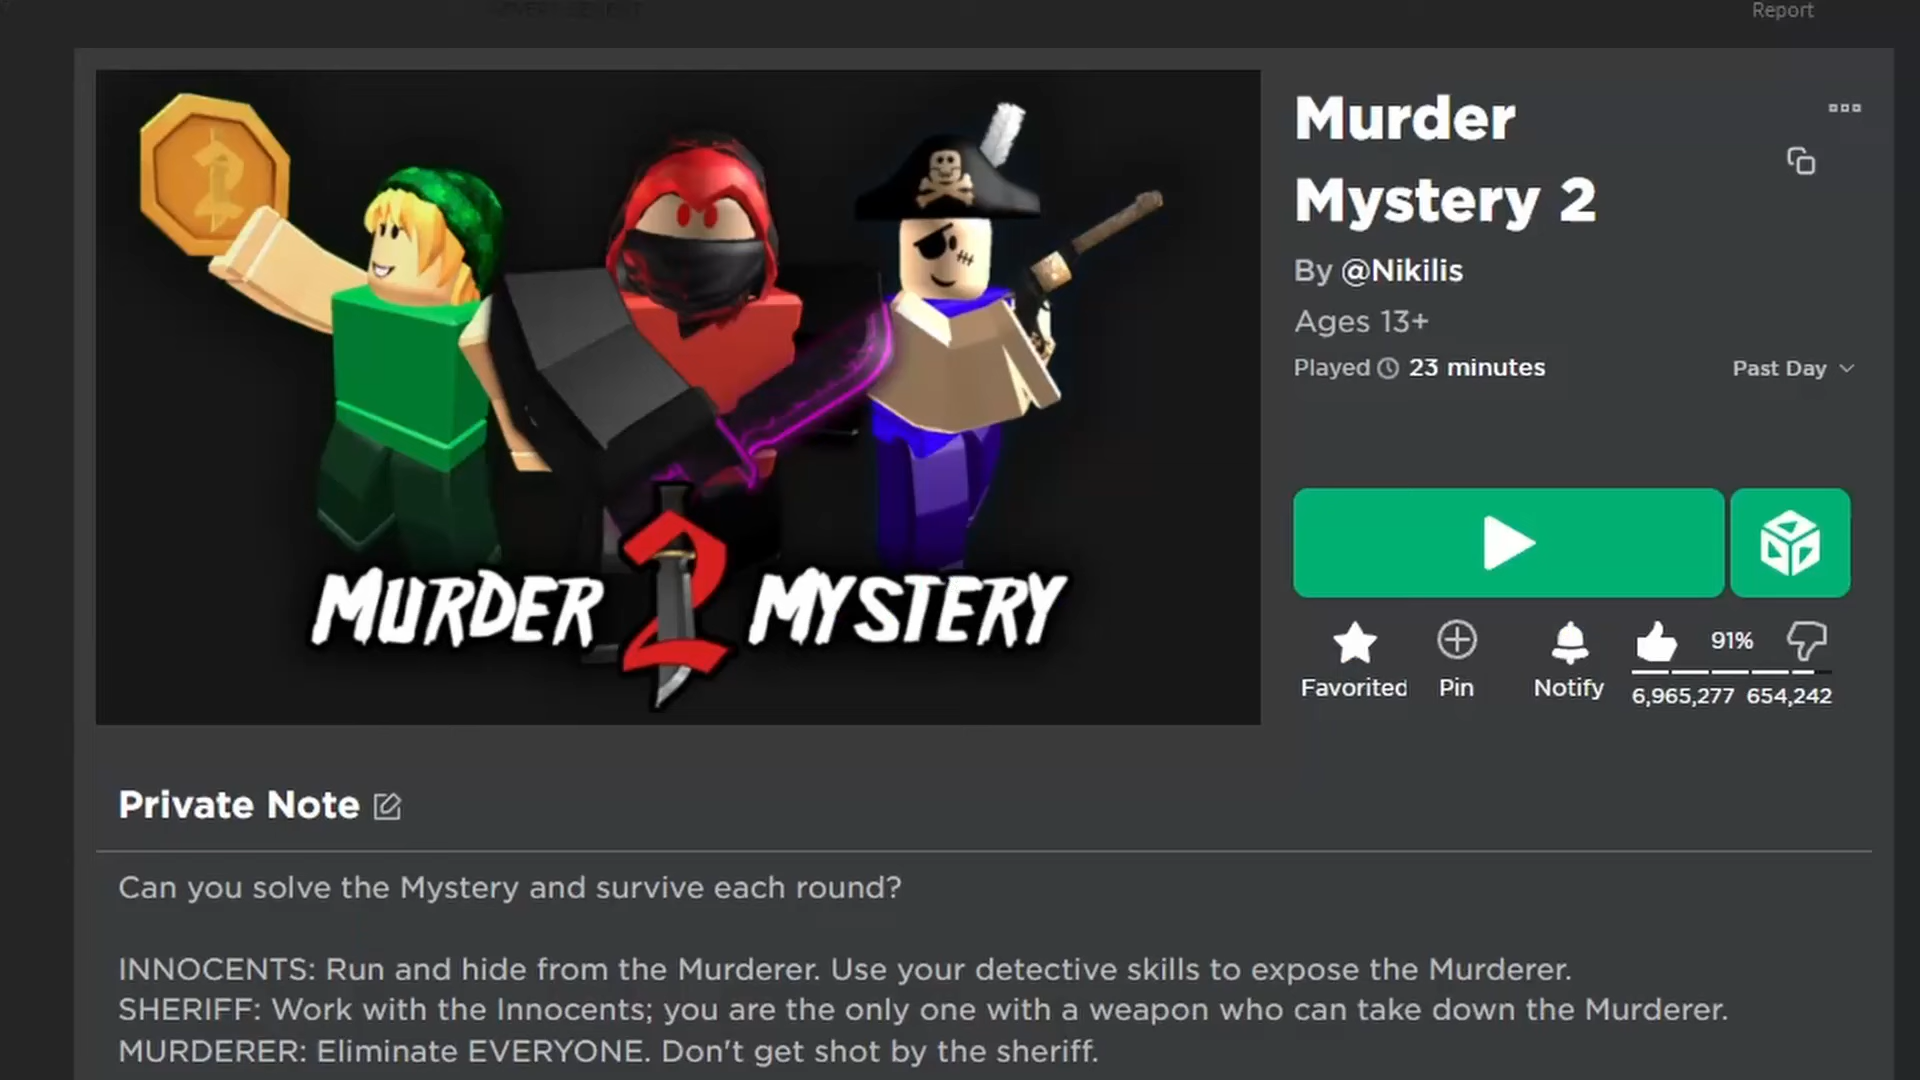 Report
Murder
Mystery 2
By @Nikilis
Ages 13+
Played 23 minutes
Past Day
MURDER 2 MYSTERY
Favorited
Pin
Notify
91%
6,965,277 654,242
Private Note
Can you solve the Mystery and survive each round?
INNOCENTS: Run and hide from the Murderer. Use your detective skills to expose the Murderer.
SHERIFF: Work with the Innocents; you are the only one with a weapon who can take down the Murderer.
MURDERER: Eliminate EVERYONE. Don't get shot by the sheriff.